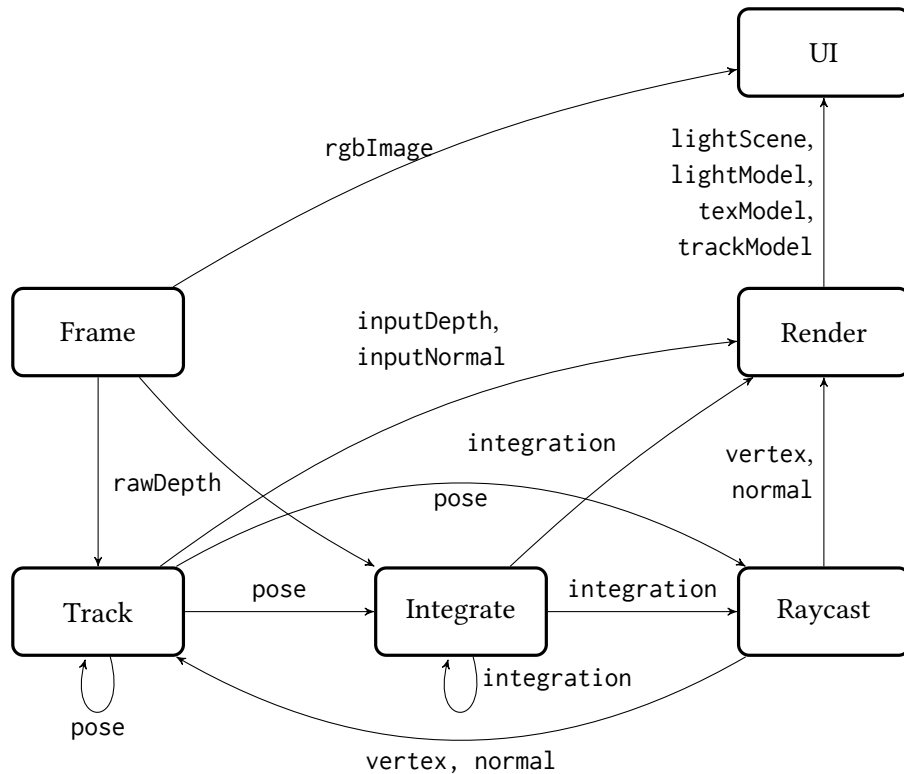 UI
rgbImage
lightScene,
lightModel,
texModel,
trackModel
Frame
inputDepth,
inputNormal
Render
integration
rawDepth
vertex,
normal
pose
Track
pose
Integrate
integration
Raycast
pose
integration
vertex, normal